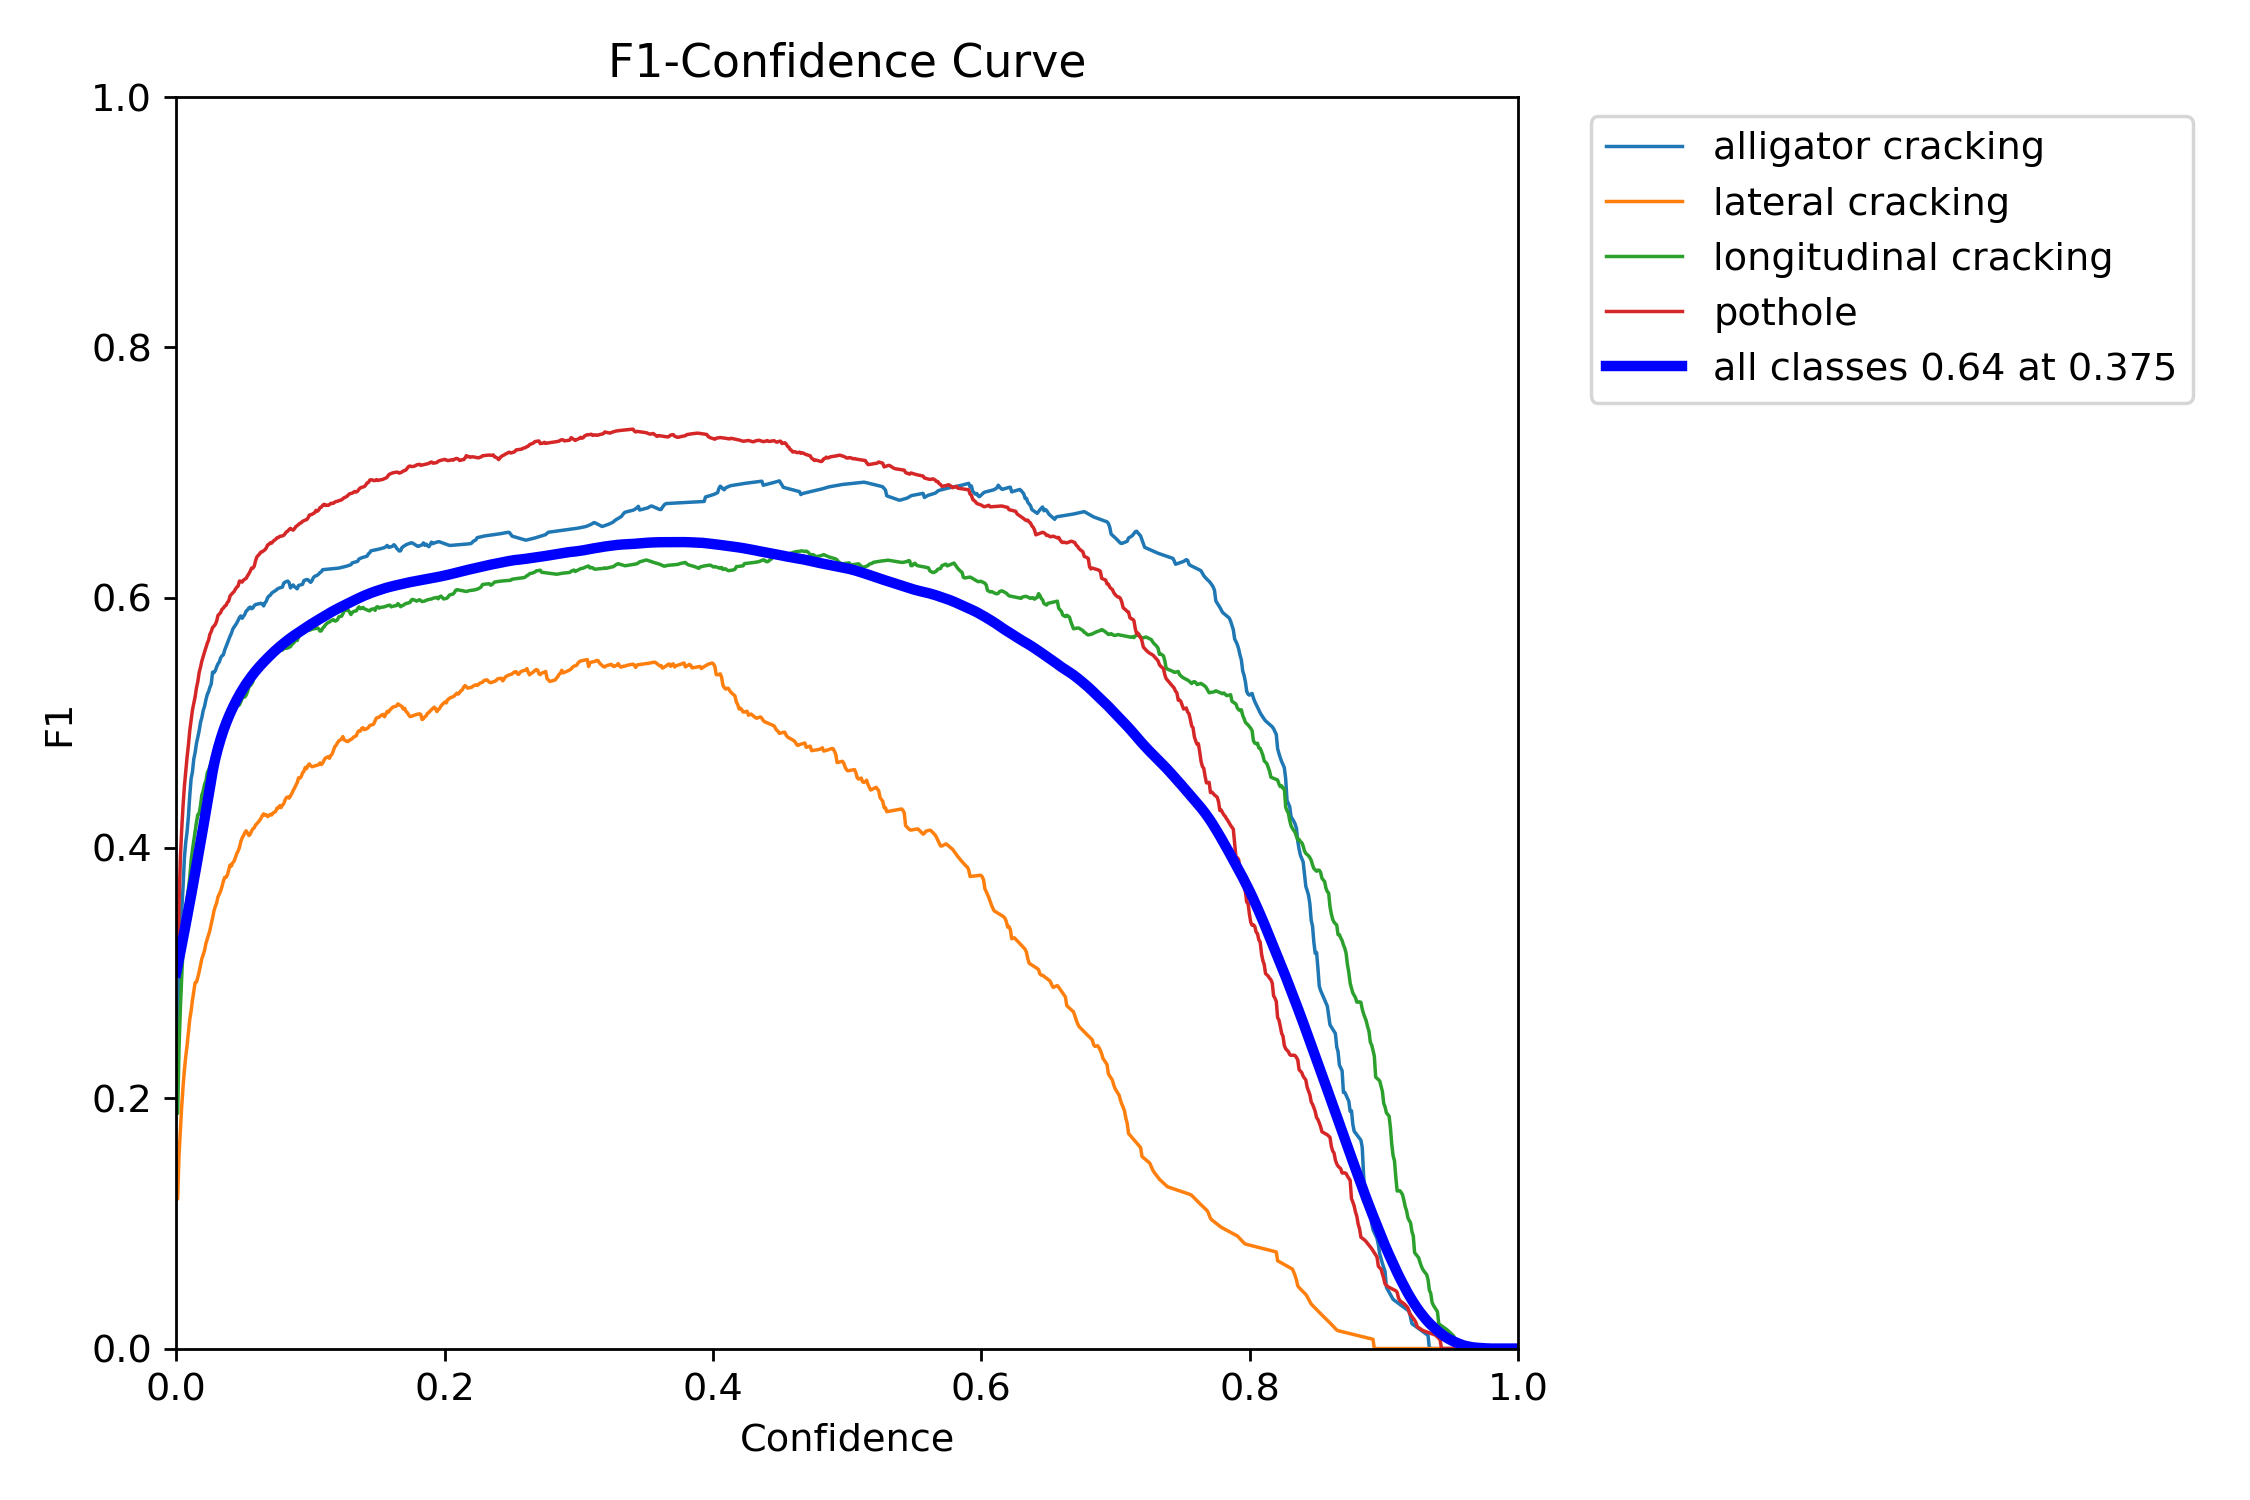 F1-Confidence Curve
1.0
0.8
0.6
0.4
0.2
0.0
F1
0.0 0.2 0.4 0.6 0.8 1.0
Confidence
alligator cracking
lateral cracking
longitudinal cracking
pothole
all classes 0.64 at 0.375